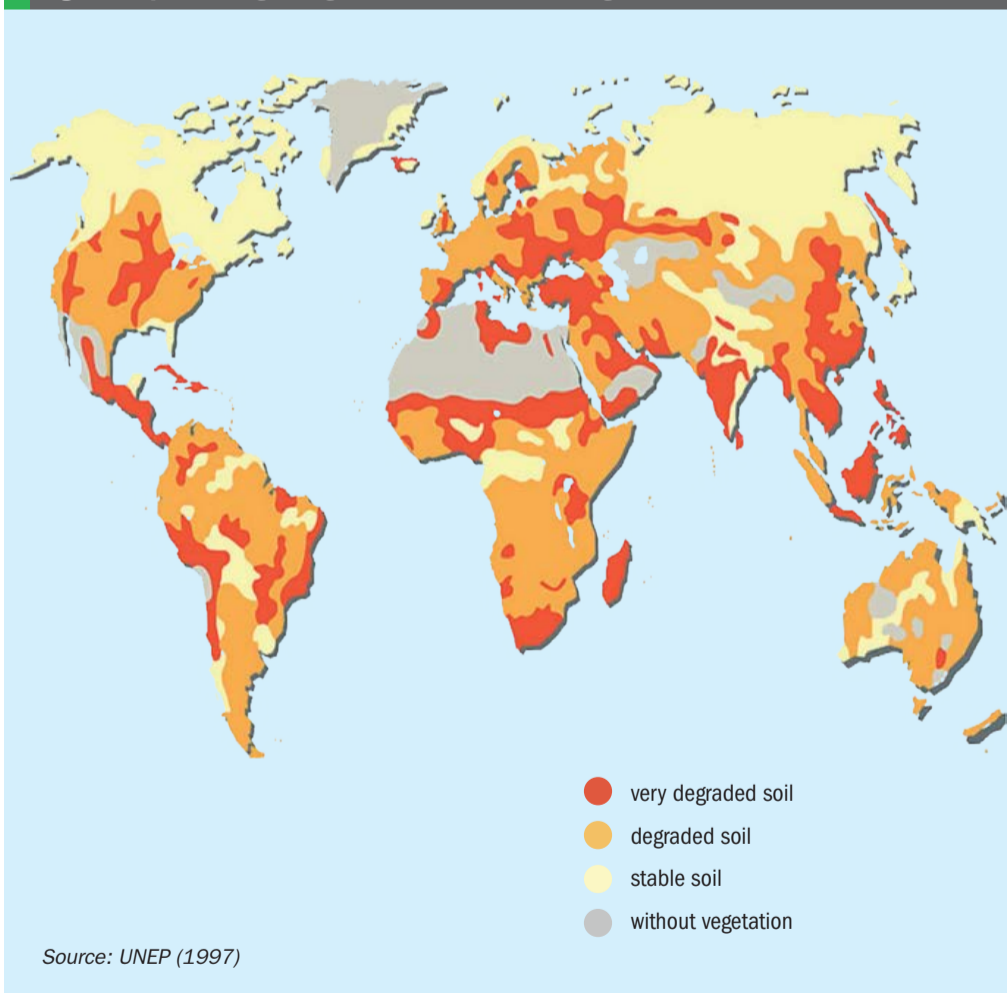 very degraded soil
degraded soil
stable soil
without vegetation
Source: UNEP (1997)